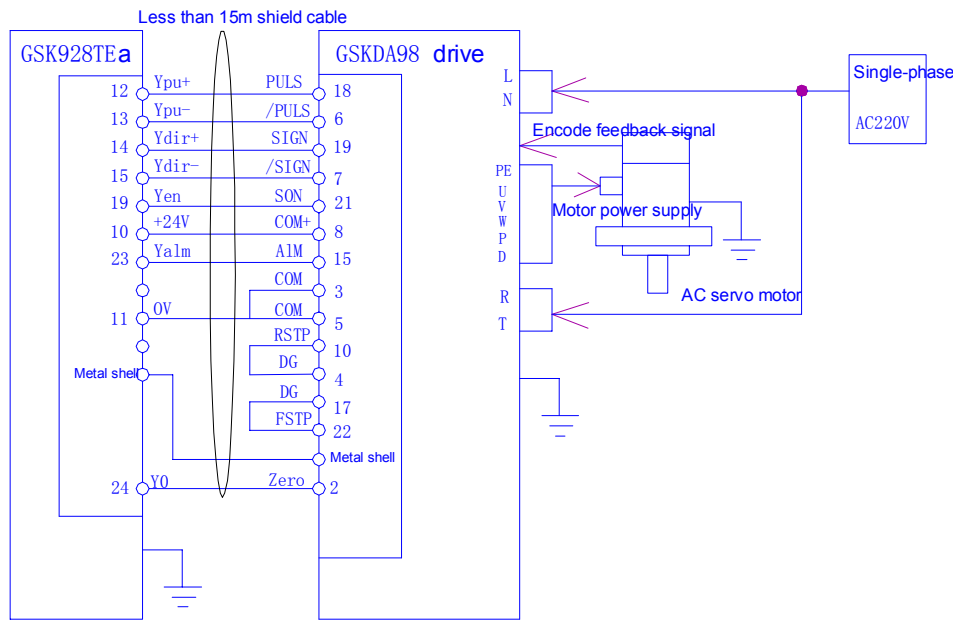 Less than 15m shield cable
GSK928TEa
GSKDA98 drive
Single-phase
AC220V
12 Ypu+ PULS 18
13 Ypu- /PULS 6
14 Ydir+ SIGN 19
15 Ydir- /SIGN 7
19 Yen SON 21
10 +24V COM+ 8
23 Yalm AlM 15
COM 3
11 0V COM 5
RSTP 10
DG 4
DG 17
FSTP 22
Metal shell
Metal shell
24 Y0 Zero 2
L
N
Encode feedback signal
PE
U
V
W
P
D
Motor power supply
R
T
AC servo motor